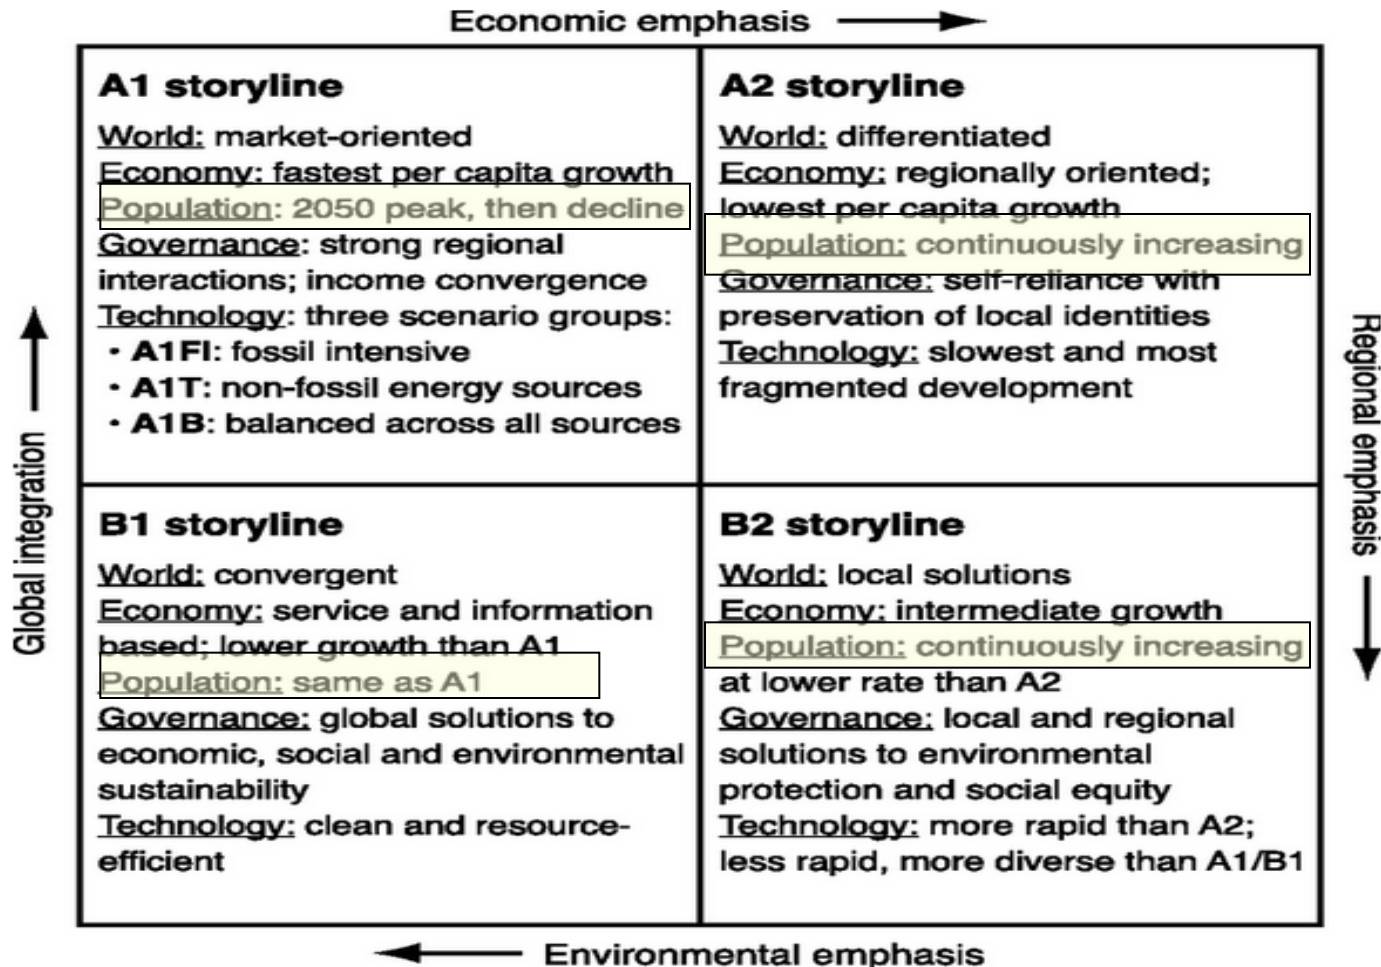 Economic emphasis
A1 storyline
World: market-oriented
Economy: fastest per capita growth
Population: 2050 peak, then decline
Governance: strong regional
interactions; income convergence
Technology: three scenario groups:
• A1FI: fossil intensive
• A1T: non-fossil energy sources
• A1B: balanced across all sources
A2 storyline
World: differentiated
Economy: regionally oriented;
lowest per capita growth
Population: continuously increasing
Governance: self-reliance with
preservation of local identities
Technology: slowest and most
fragmented development
Global integration
Regional emphasis
B1 storyline
World: convergent
Economy: service and information
based; lower growth than A1
Population: same as A1
Governance: global solutions to
economic, social and environmental
sustainability
Technology: clean and resource-
efficient
B2 storyline
World: local solutions
Economy: intermediate growth
Population: continuously increasing
at lower rate than A2
Governance: local and regional
solutions to environmental
protection and social equity
Technology: more rapid than A2;
less rapid, more diverse than A1/B1
Environmental emphasis